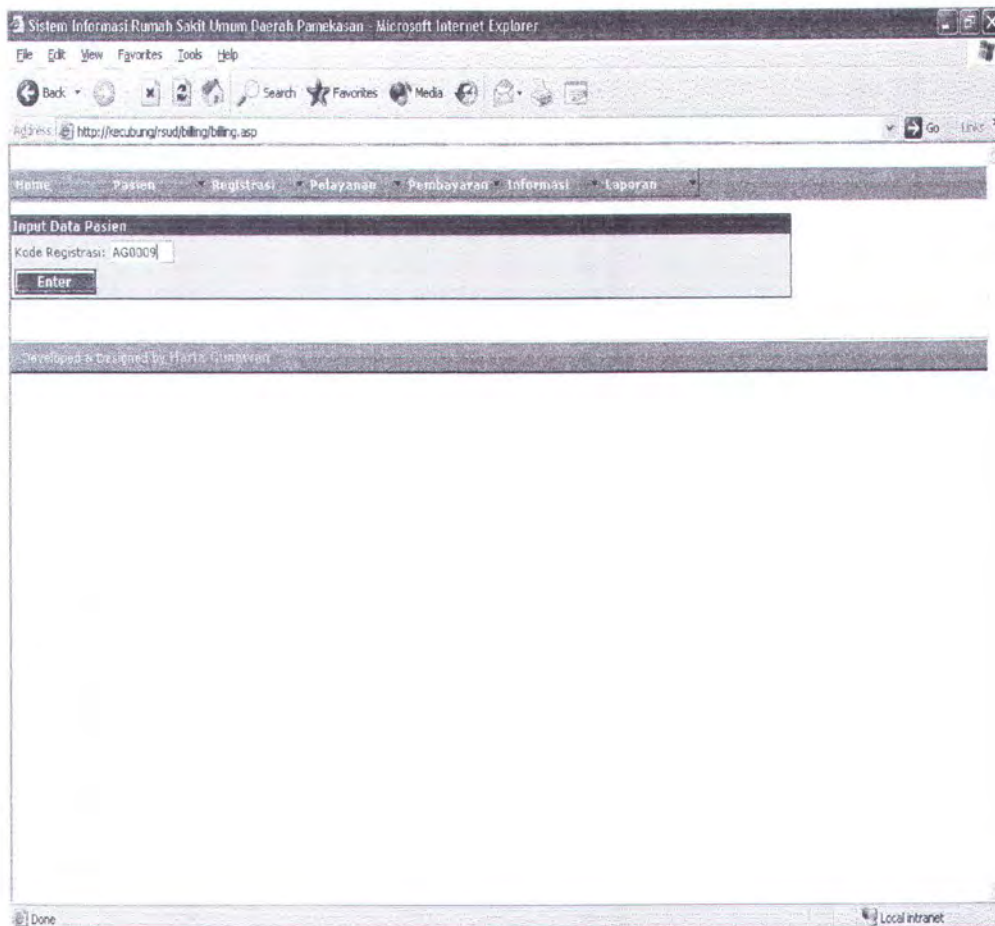 Sistem Informasi Rumah Sakit Umum Daerah Pamekasan - Microsoft Internet Explorer
File Edit View Favorites Tools Help
Back Search Favorites Media
Address http://kecubung/rsud/billing/billing.asp Go Links
Home Pasien Registrasi Pelayanan Pembayaran Informasi Laporan
Input Data Pasien
Kode Registrasi: AG0009
Enter
Developed & Designed by Harta Gunawan
Done Local intranet